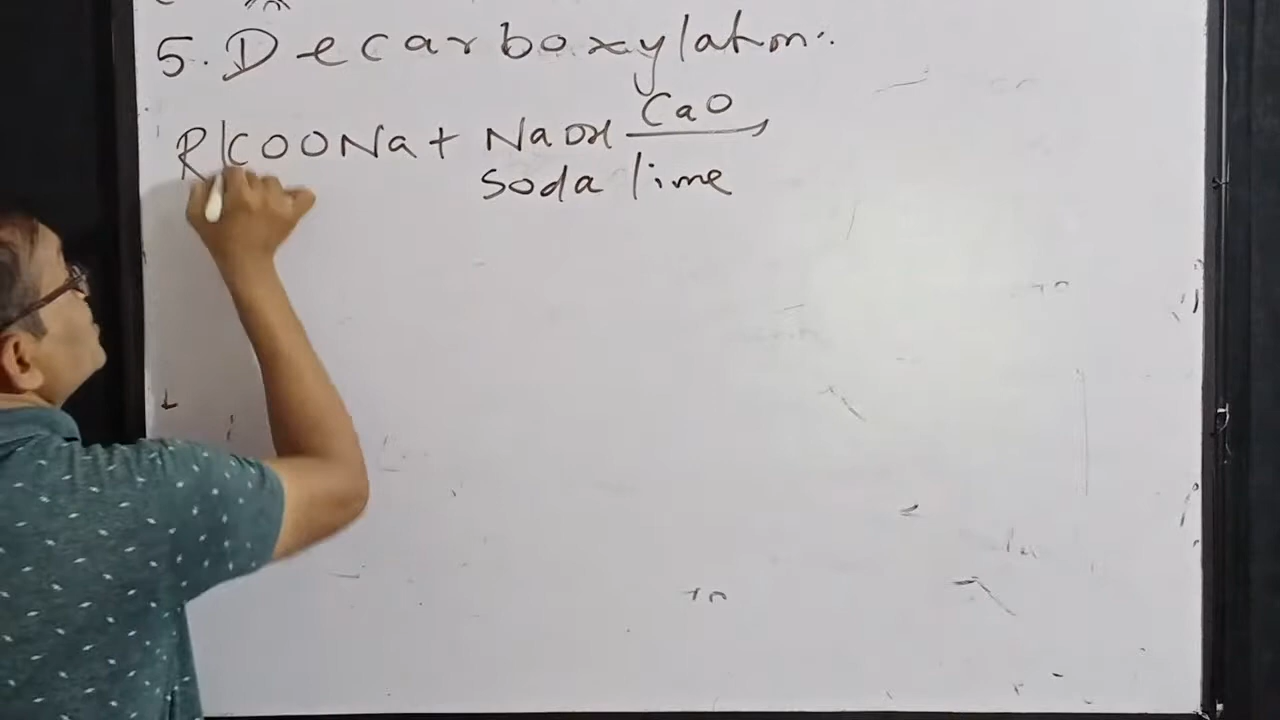 5. Decarboxylation:
R|COONa + NaOH CaO →
soda lime